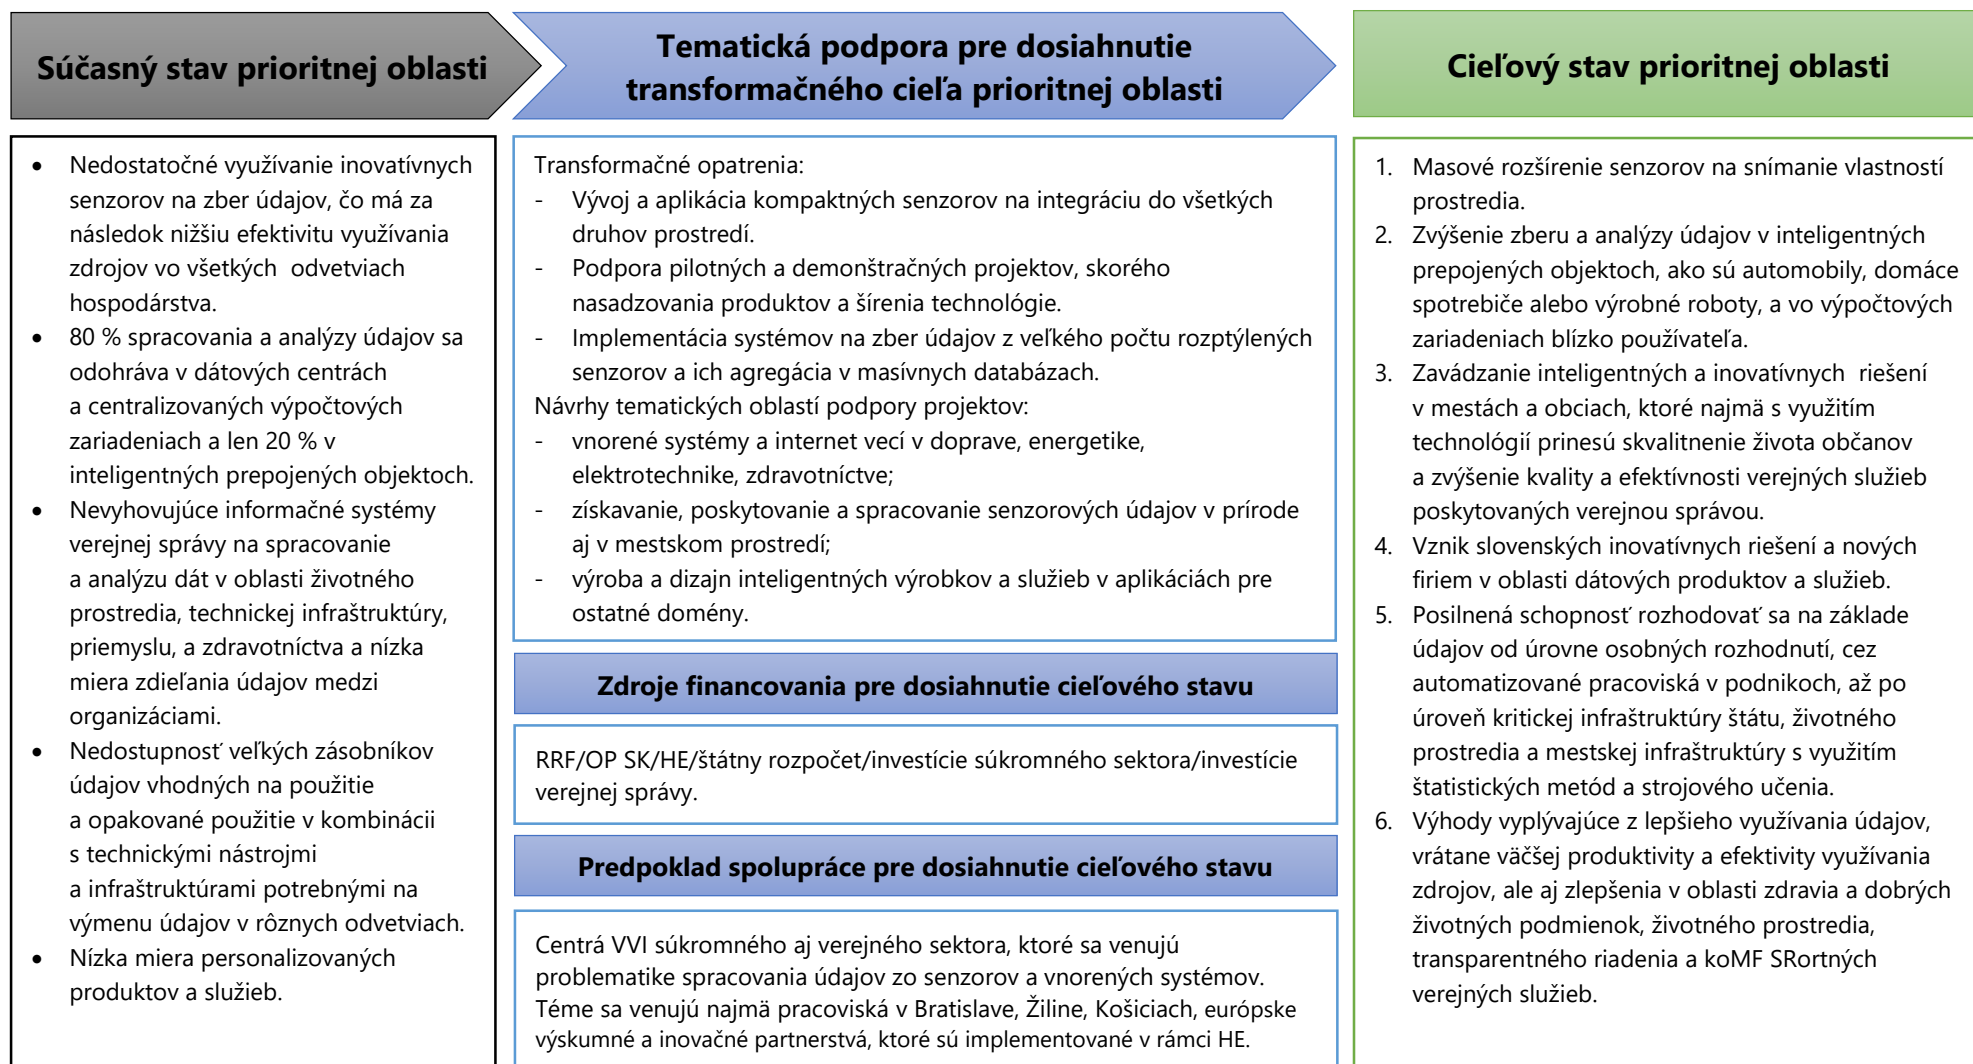 Súčasný stav prioritnej oblasti
Tematická podpora pre dosiahnutie
transformačného cieľa prioritnej oblasti
Cieľový stav prioritnej oblasti
• Nedostatočné využívanie inovatívnych
senzorov na zber údajov, čo má za
následok nižšiu efektivitu využívania
zdrojov vo všetkých odvetviach
hospodárstva.
• 80 % spracovania a analýzy údajov sa
odohráva v dátových centrách
a centralizovaných výpočtových
zariadeniach a len 20 % v
inteligentných prepojených objektoch.
• Nevyhovujúce informačné systémy
verejnej správy na spracovanie
a analýzu dát v oblasti životného
prostredia, technickej infraštruktúry,
priemyslu, a zdravotníctva a nízka
miera zdieľania údajov medzi
organizáciami.
• Nedostupnosť veľkých zásobníkov
údajov vhodných na použitie
a opakované použitie v kombinácii
s technickými nástrojmi
a infraštruktúrami potrebnými na
výmenu údajov v rôznych odvetviach.
• Nízka miera personalizovaných
produktov a služieb.
Transformačné opatrenia:
- Vývoj a aplikácia kompaktných senzorov na integráciu do všetkých
druhov prostredí.
- Podpora pilotných a demonštračných projektov, skorého
nasadzovania produktov a šírenia technológie.
- Implementácia systémov na zber údajov z veľkého počtu rozptýlených
senzorov a ich agregácia v masívnych databázach.
Návrhy tematických oblastí podpory projektov:
- vnorené systémy a internet vecí v doprave, energetike,
elektrotechnike, zdravotníctve;
- získavanie, poskytovanie a spracovanie senzorových údajov v prírode
aj v mestskom prostredí;
- výroba a dizajn inteligentných výrobkov a služieb v aplikáciách pre
ostatné domény.
Zdroje financovania pre dosiahnutie cieľového stavu
RRF/OP SK/HE/štátny rozpočet/investície súkromného sektora/investície
verejnej správy.
Predpoklad spolupráce pre dosiahnutie cieľového stavu
Centrá VVI súkromného aj verejného sektora, ktoré sa venujú
problematike spracovania údajov zo senzorov a vnorených systémov.
Téme sa venujú najmä pracoviská v Bratislave, Žiline, Košiciach, európske
výskumné a inovačné partnerstvá, ktoré sú implementované v rámci HE.
1. Masové rozšírenie senzorov na snímanie vlastností
prostredia.
2. Zvýšenie zberu a analýzy údajov v inteligentných
prepojených objektoch, ako sú automobily, domáce
spotrebiče alebo výrobné roboty, a vo výpočtových
zariadeniach blízko používateľa.
3. Zavádzanie inteligentných a inovatívnych riešení
v mestách a obciach, ktoré najmä s využitím
technológií prinesú skvalitnenie života občanov
a zvýšenie kvality a efektívnosti verejných služieb
poskytovaných verejnou správou.
4. Vznik slovenských inovatívnych riešení a nových
firiem v oblasti dátových produktov a služieb.
5. Posilnená schopnosť rozhodovať sa na základe
údajov od úrovne osobných rozhodnutí, cez
automatizované pracoviská v podnikoch, až po
úroveň kritickej infraštruktúry štátu, životného
prostredia a mestskej infraštruktúry s využitím
štatistických metód a strojového učenia.
6. Výhody vyplývajúce z lepšieho využívania údajov,
vrátane väčšej produktivity a efektivity využívania
zdrojov, ale aj zlepšenia v oblasti zdravia a dobrých
životných podmienok, životného prostredia,
transparentného riadenia a koMF SRortných
verejných služieb.